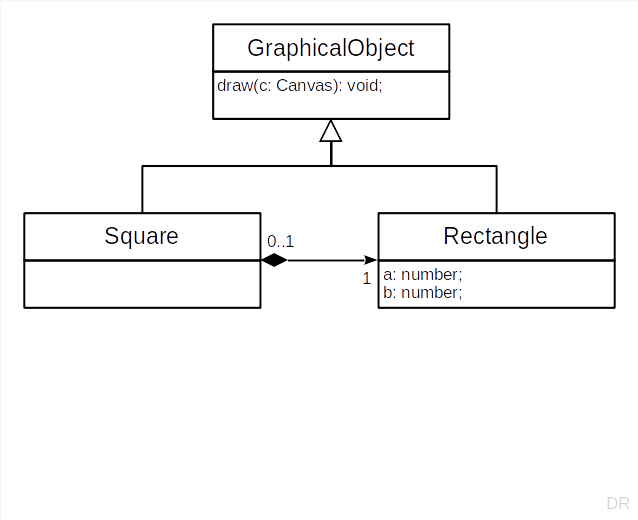 GraphicalObject
draw(c: Canvas): void;
Square
0..1
1
Rectangle
a: number;
b: number;
DR